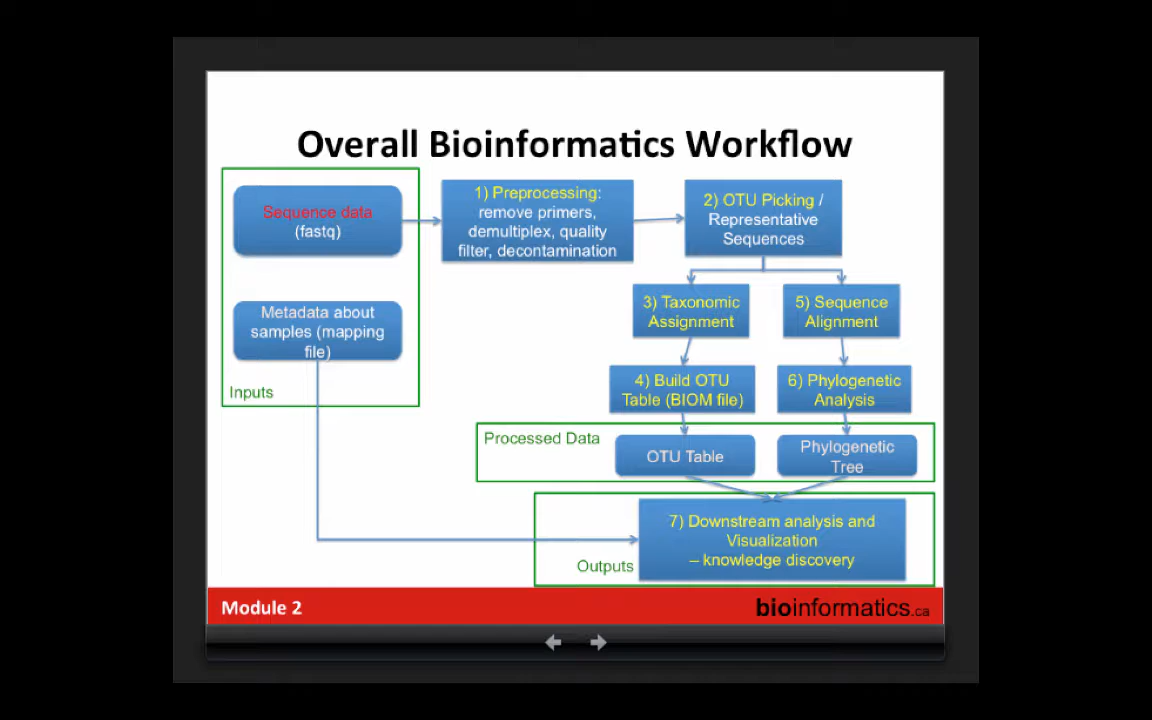 Overall Bioinformatics Workflow
Sequence data
(fastq)
1) Preprocessing:
remove primers,
demultiplex, quality
filter, decontamination
2) OTU Picking /
Representative
Sequences
Metadata about
samples (mapping
file)
Inputs
3) Taxonomic
Assignment
5) Sequence
Alignment
4) Build OTU
Table (BIOM file)
6) Phylogenetic
Analysis
Processed Data
OTU Table
Phylogenetic
Tree
7) Downstream analysis and
Visualization
– knowledge discovery
Outputs
Module 2
bioinformatics.ca